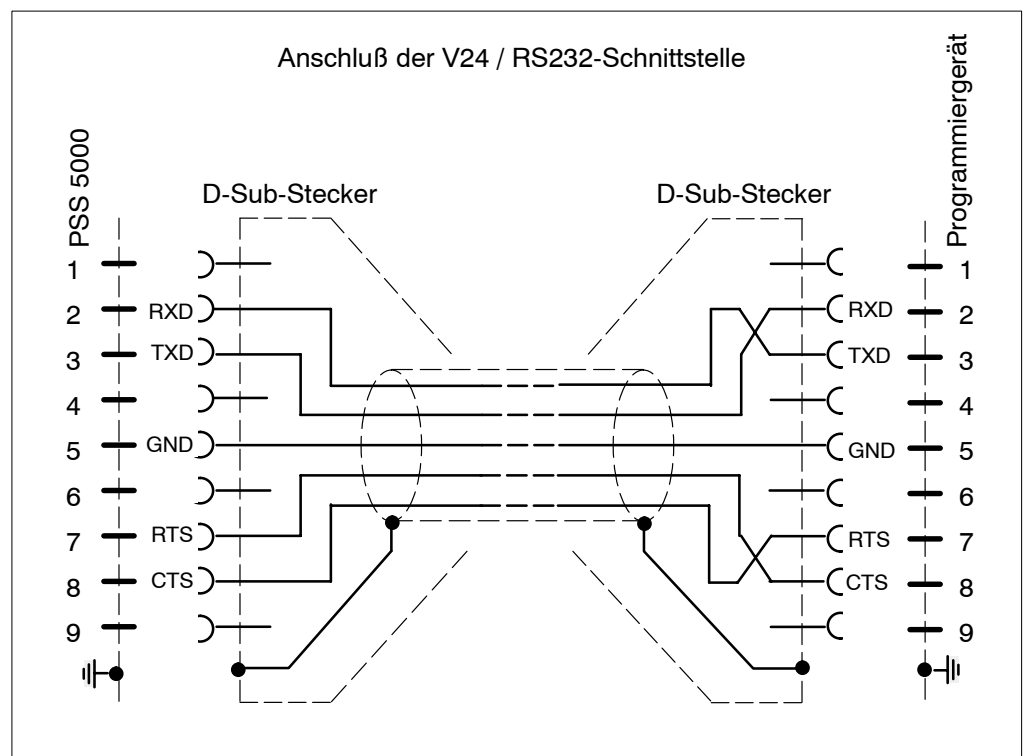 Anschluß der V24 / RS232-Schnittstelle
PSS 5000
Programmiergerät
D-Sub-Stecker
D-Sub-Stecker
1
1
2 RXD
RXD 2
3 TXD
TXD 3
4
4
5 GND
GND 5
6
6
7 RTS
RTS 7
8 CTS
CTS 8
9
9